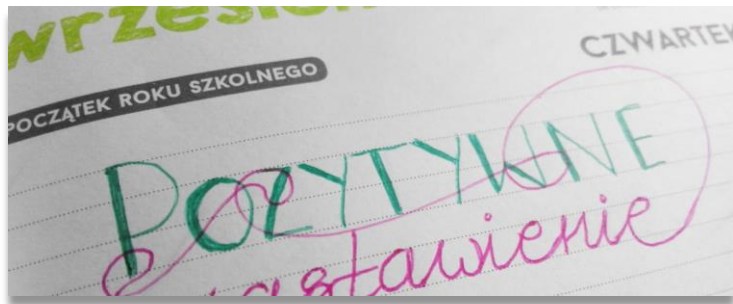 wrzesień
CZWARTEK
POCZĄTEK ROKU SZKOLNEGO
POZYTYWNE
nastawienie